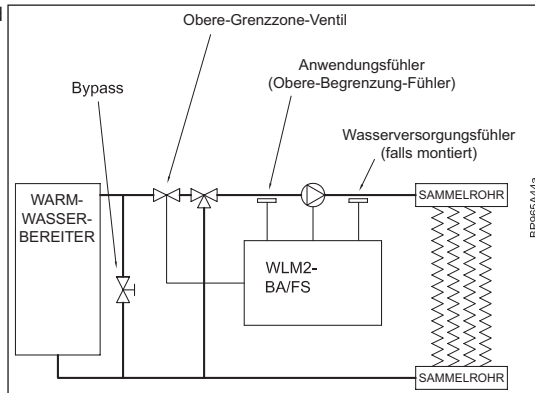 Obere-Grenzzone-Ventil
Anwendungsfühler
(Obere-Begrenzung-Fühler)
Bypass
Wasserversorgungsfühler
(falls montiert)
WARM-
WASSER-
BEREITER
WLM2-
BA/FS
SAMMELROHR
SAMMELROHR
BP965A44a